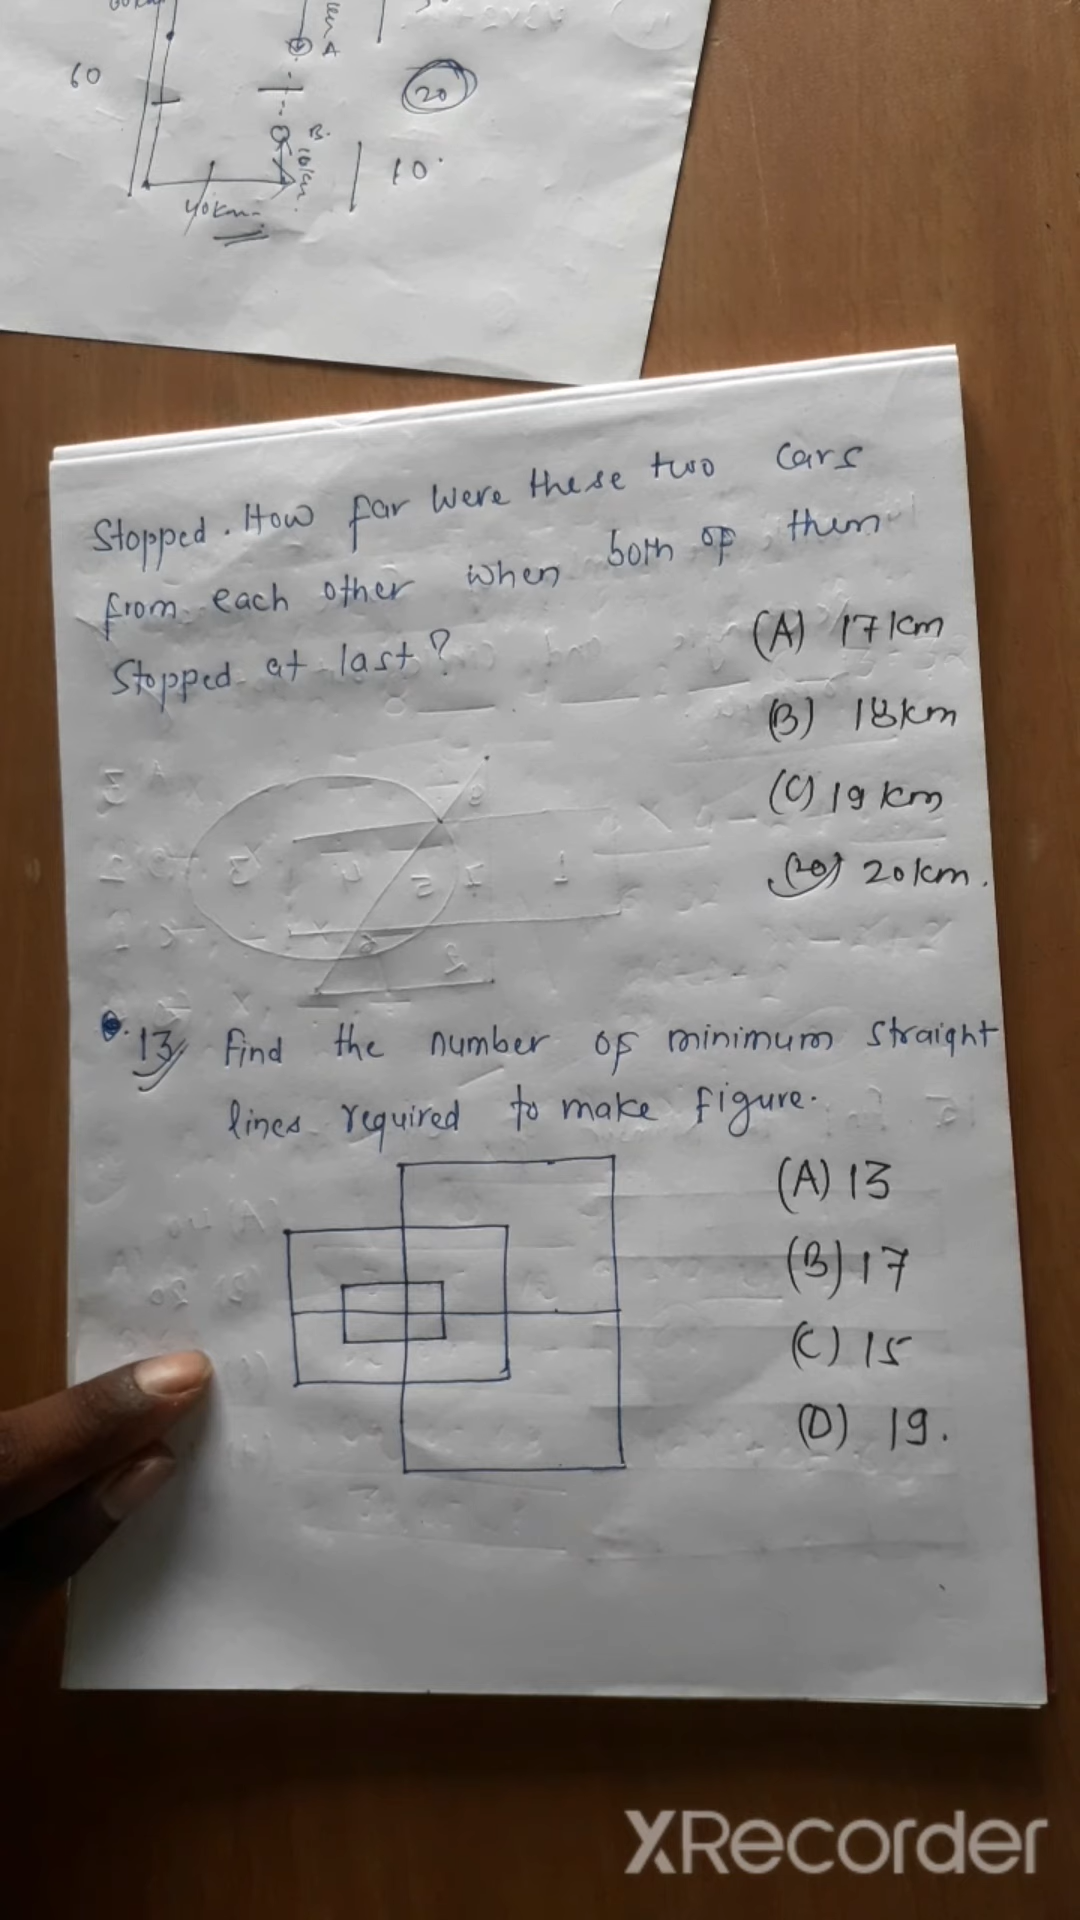 60
A
20
B.
10km.
10
40km
Stopped. How far were these two cars
from each other when both of them
Stopped at last?
(A) 17km
(B) 18km
(C) 19km
(20) 20km.
Q. 13 find the number of minimum straight
lines required to make figure.
(A) 13
(B) 17
(C) 15
(D) 19.
XRecorder